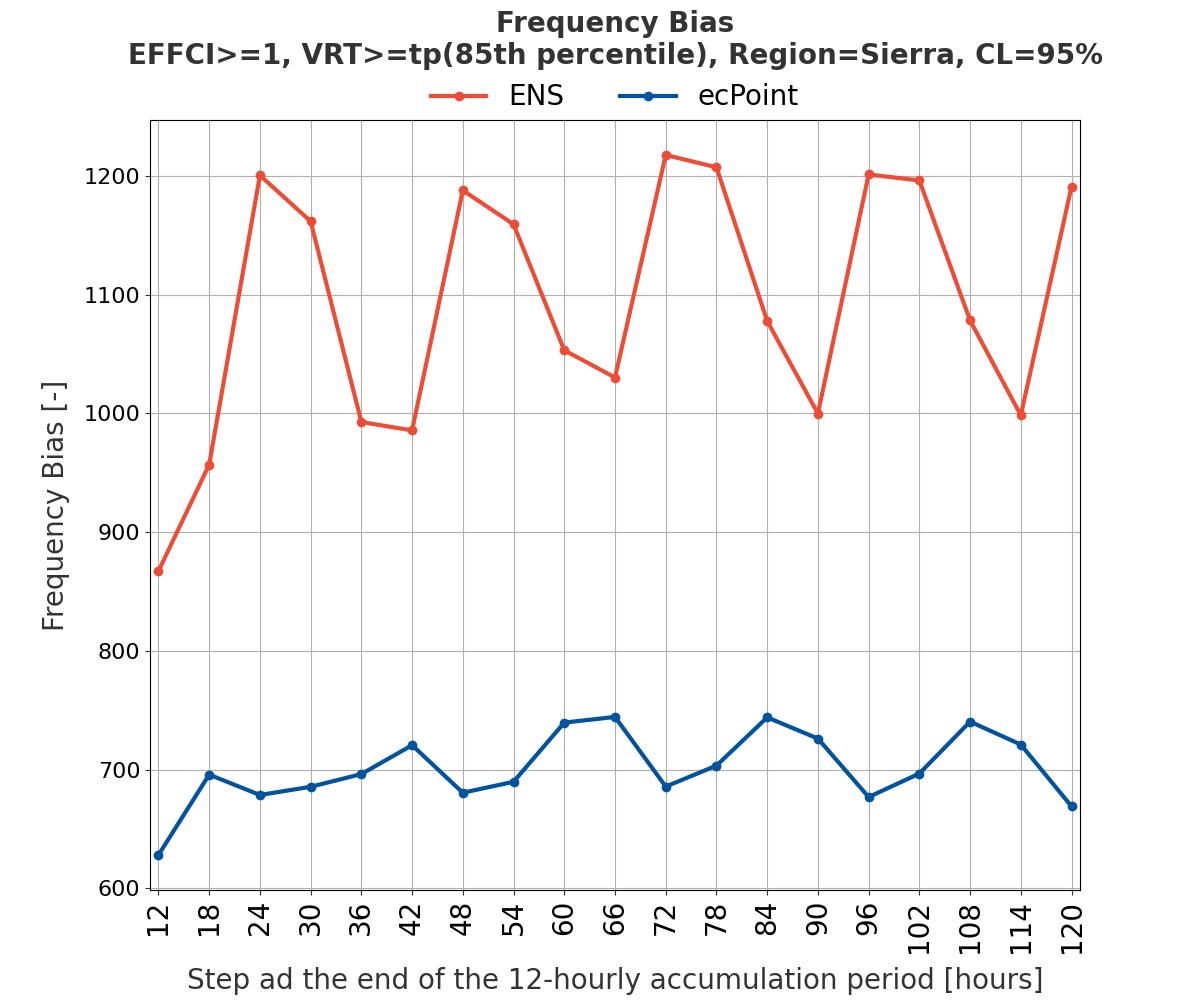 Frequency Bias
EFFCI>=1, VRT>=tp(85th percentile), Region=Sierra, CL=95%
ENS ecPoint
Frequency Bias [-]
1200
1100
1000
900
800
700
600
12 18 24 30 36 42 48 54 60 66 72 78 84 90 96 102 108 114 120
Step ad the end of the 12-hourly accumulation period [hours]